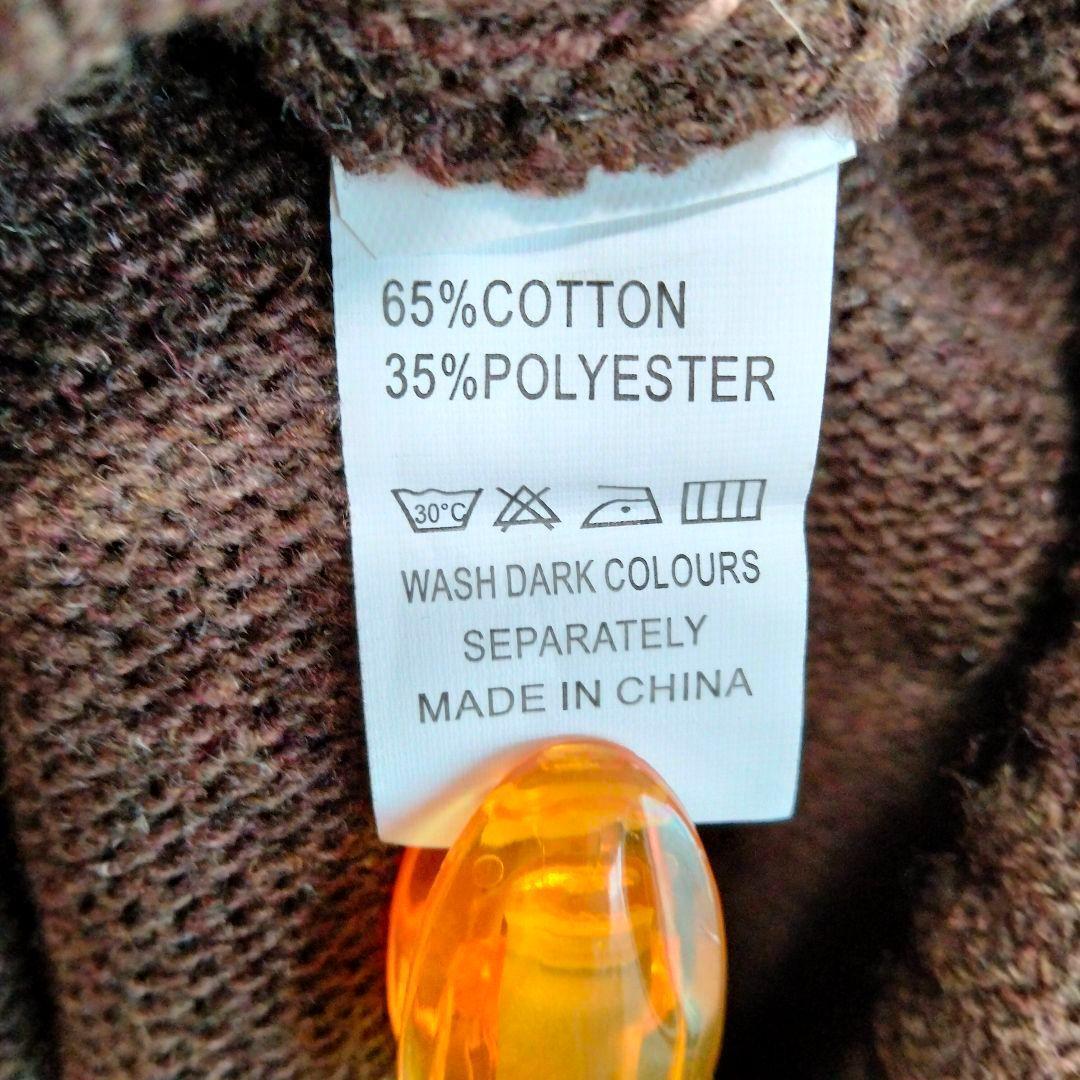 65%COTTON
35%POLYESTER
30°C
WASH DARK COLOURS
SEPARATELY
MADE IN CHINA